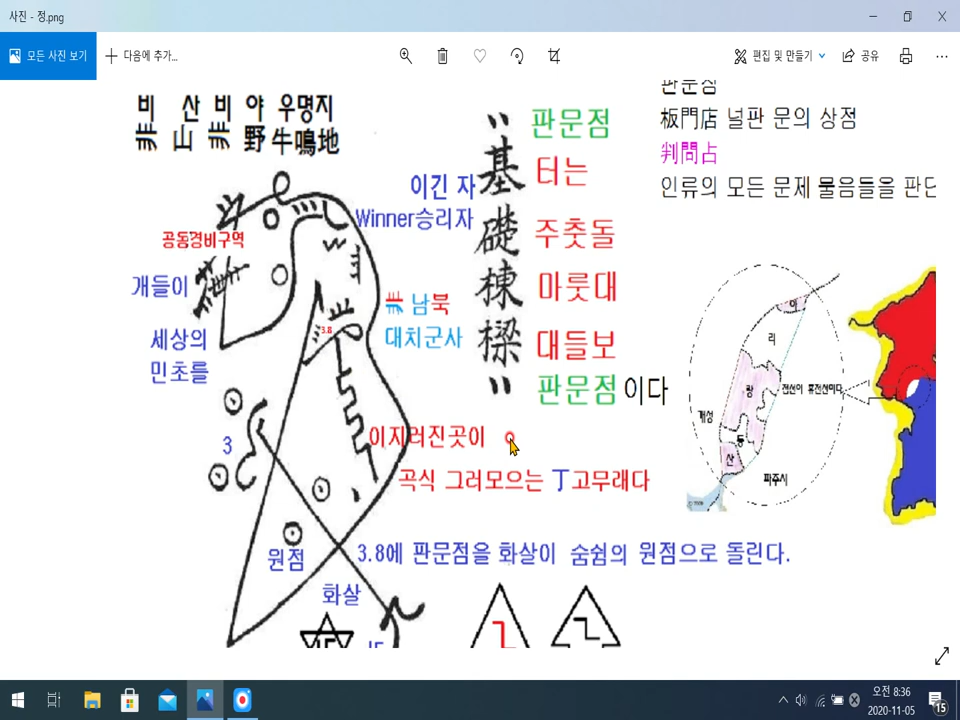 사진 - 정.png
모든 사진 보기
다음에 추가...
편집 및 만들기
공유
비 산 비 야 우명지
非 山 非 野 牛鳴地
공동경비구역
개들이
세상의
민초를
이긴 자
Winner승리자
3.8
非 남북
대치군사
3
원점
화살
"
基
礎
棟
樑
"
판문점
터는
주춧돌
마룻대
대들보
판문점이다
이지러진곳이
곡식 그러모으는 丁고무래다
3.8에 판문점을 화살이 숨쉼의 원점으로 돌린다.
판문점
板門店 널판 문의 상점
判問占
인류의 모든 문제 물음들을 판단
아
리
랑
동
산
개성
파주시
오전 8:36
2020-11-05
15